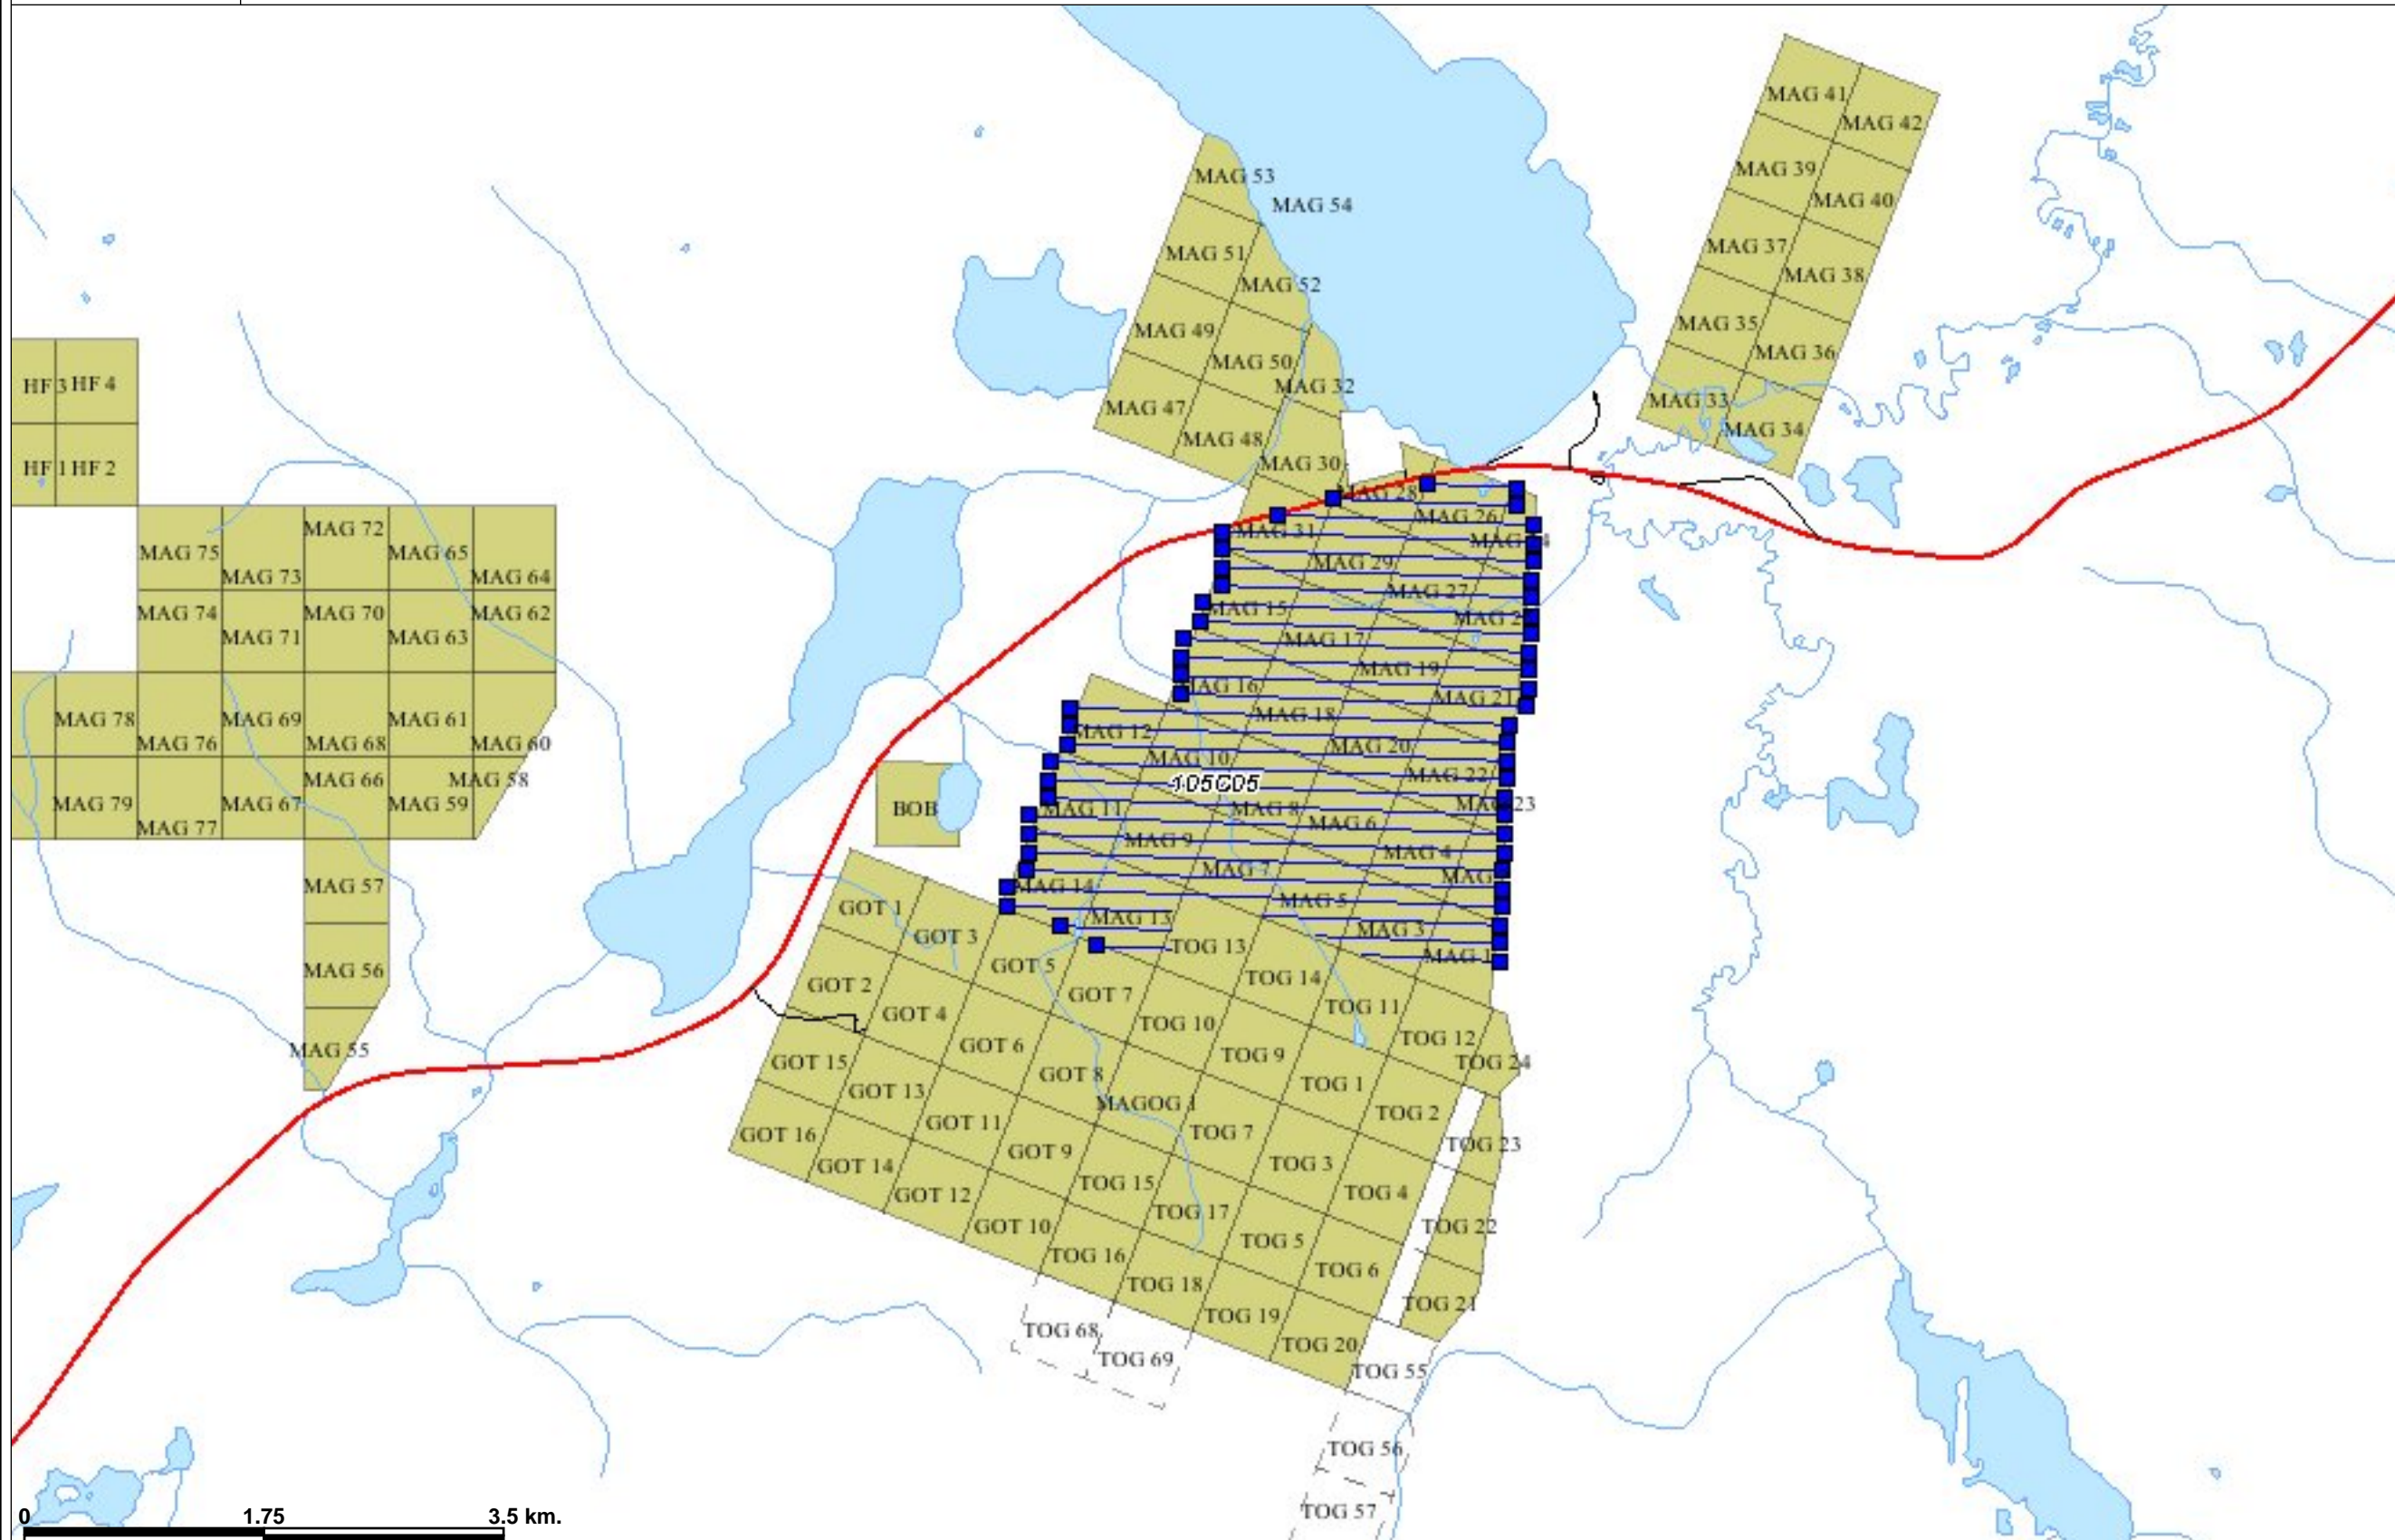 MAG 41
MAG 42
MAG 39
MAG 53
MAG 40
MAG 54
MAG 37
MAG 51
MAG 38
MAG 52
MAG 35
MAG 49
MAG 36
MAG 50
HF 3 HF 4
MAG 32
MAG 33
MAG 47
MAG 34
MAG 48
MAG 30
HF 1 HF 2
MAG 28
MAG 26
MAG 72
MAG 31
MAG 75
MAG 65
MAG 29
MAG 73
MAG 64
MAG 27
MAG 15
MAG 74
MAG 70
MAG 62
MAG 2
MAG 71
MAG 63
MAG 17
MAG 19
MAG 16
MAG 21
MAG 78
MAG 69
MAG 61
MAG 18
MAG 12
MAG 76
MAG 68
MAG 60
MAG 20
MAG 10
MAG 22
MAG 66
MAG 58
105C05
MAG 79
MAG 67
MAG 59
BOB
MAG 11
MAG 8
MAG 23
MAG 77
MAG 6
MAG 9
MAG 4
MAG 7
MAG
MAG 57
MAG 14
MAG 5
GOT 1
MAG 13
MAG 3
GOT 3
TOG 13
MAG 1
MAG 56
GOT 5
TOG 14
GOT 2
GOT 7
TOG 11
GOT 4
TOG 10
TOG 12
MAG 55
GOT 6
TOG 9
TOG 24
GOT 15
GOT 8
TOG 1
GOT 13
MAGOG 1
TOG 2
GOT 11
TOG 7
TOG 23
GOT 16
GOT 9
TOG 3
GOT 14
TOG 15
TOG 4
GOT 12
TOG 17
TOG 22
GOT 10
TOG 5
TOG 16
TOG 6
TOG 18
TOG 21
TOG 19
TOG 68
TOG 20
TOG 69
TOG 55
TOG 56
TOG 57
0 1.75 3.5 km.